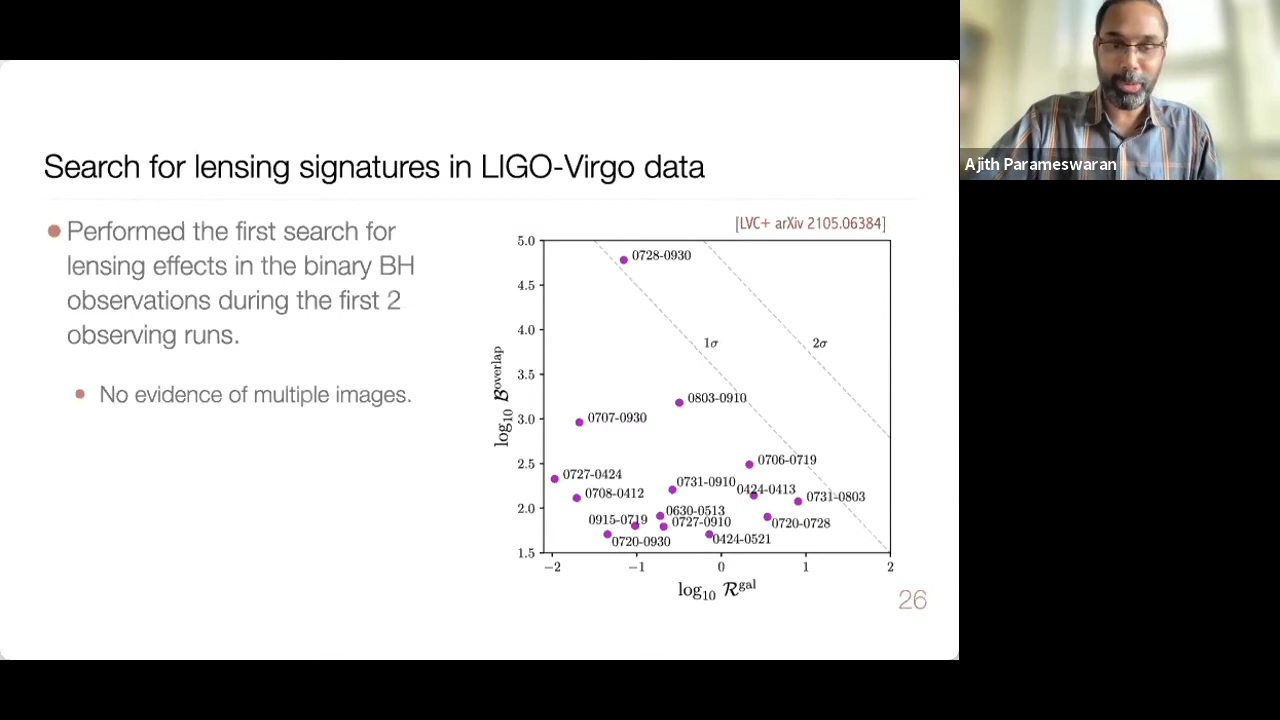 Ajith Parameswaran
Search for lensing signatures in LIGO-Virgo data
Performed the first search for
lensing effects in the binary BH
observations during the first 2
observing runs.
No evidence of multiple images.
[LVC+ arXiv 2105.06384]
5.0
4.5
4.0
3.5
3.0
2.5
2.0
1.5
log₁₀ 𝓑ᵒᵛᵉʳˡᵃᵖ
0728-0930
1σ
2σ
0803-0910
0707-0930
0706-0719
0727-0424
0731-0910
0424-0413
0708-0412
0731-0803
0630-0513
0915-0719
0727-0910
0720-0728
0720-0930
0424-0521
−2 −1 0 1 2
log₁₀ 𝓡ᵍᵃˡ
26